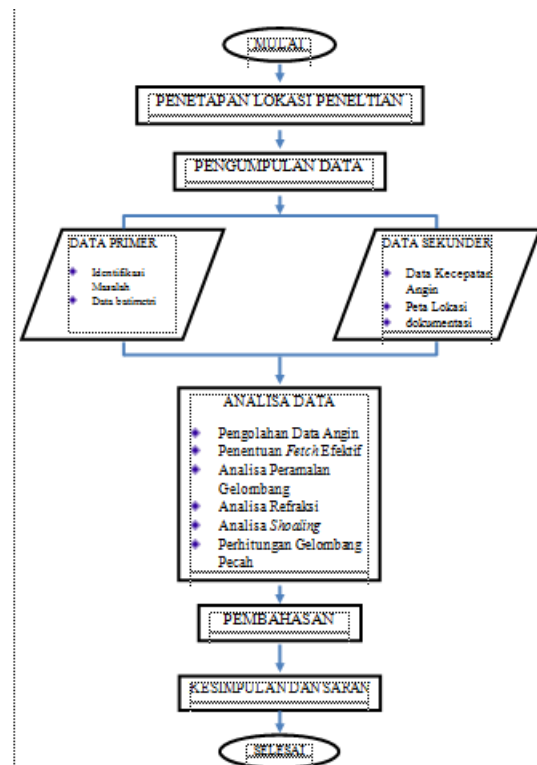 MULAI
PENETAPAN LOKASI PENELTIAN
PENGUMPULAN DATA
DATA PRIMER
Identifikasi
Masalah
Data batimetri
DATA SEKUNDER
Data Kecepatan
Angin
Peta Lokasi
dokumentasi
ANALISA DATA
Pengolahan Data Angin
Penentuan Fetch Efektif
Analisa Peramalan
Gelombang
Analisa Refraksi
Analisa Shoaling
Perhitungan Gelombang
Pecah
PEMBAHASAN
KESIMPULAN DAN SARAN
SELESAI